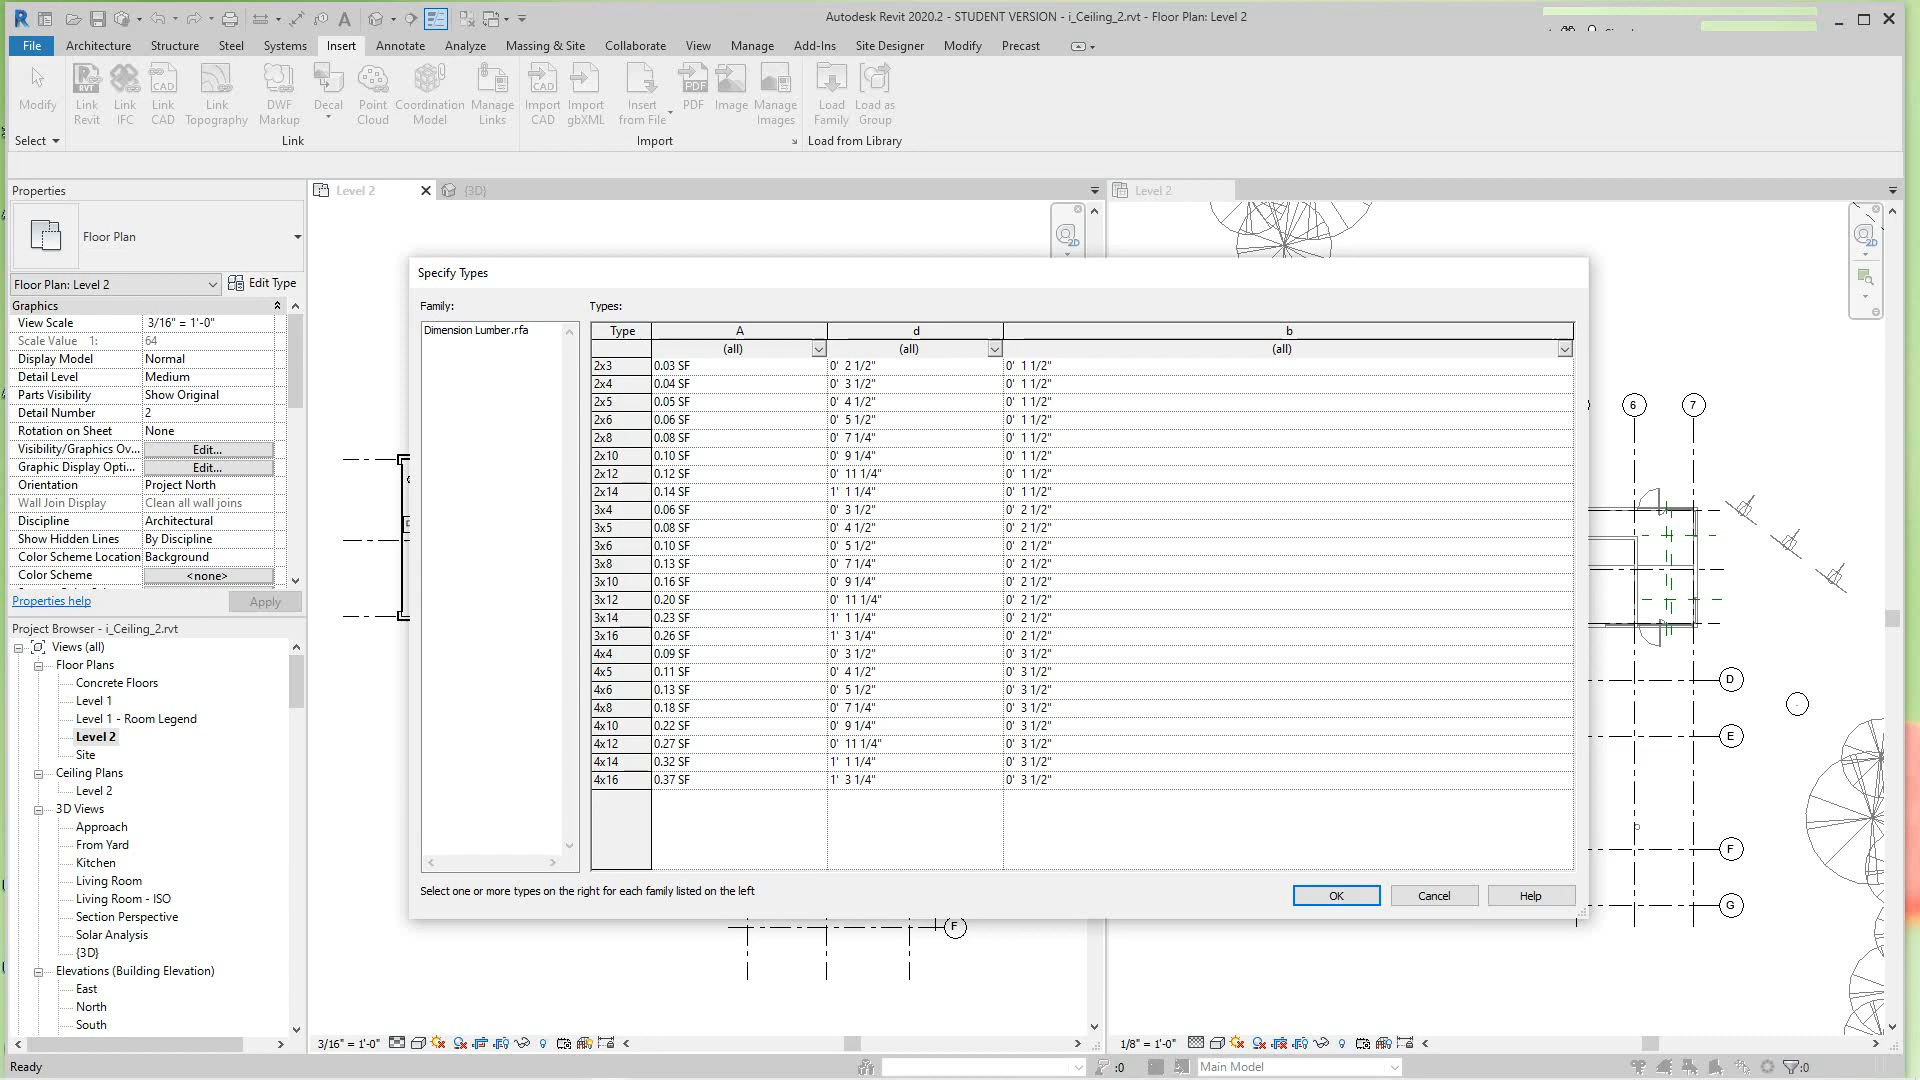 Autodesk Revit 2020.2 - STUDENT VERSION - i_Ceiling_2.rvt - Floor Plan: Level 2
File Architecture Structure Steel Systems Insert Annotate Analyze Massing & Site Collaborate View Manage Add-Ins Site Designer Modify Precast
Modify
Link Revit
Link IFC
Link CAD
Link Topography
DWF Markup
Decal
Point Cloud
Coordination Model
Manage Links
Import CAD
Import gbXML
Insert from File
PDF
Image
Manage Images
Load Family
Load as Group
Select
Link
Import
Load from Library
Properties
Floor Plan
Floor Plan: Level 2 Edit Type
Graphics
View Scale 3/16" = 1'-0"
Scale Value 1: 64
Display Model Normal
Detail Level Medium
Parts Visibility Show Original
Detail Number 2
Rotation on Sheet None
Visibility/Graphics Ov... Edit...
Graphic Display Opti... Edit...
Orientation Project North
Wall Join Display Clean all wall joins
Discipline Architectural
Show Hidden Lines By Discipline
Color Scheme Location Background
Color Scheme <none>
Properties help Apply
Project Browser - i_Ceiling_2.rvt
Views (all)
Floor Plans
Concrete Floors
Level 1
Level 1 - Room Legend
Level 2
Site
Ceiling Plans
Level 2
3D Views
Approach
From Yard
Kitchen
Living Room
Living Room - ISO
Section Perspective
Solar Analysis
{3D}
Elevations (Building Elevation)
East
North
South
Level 2 {3D}
Level 2
2D
2D
Specify Types
Family: Types:
Dimension Lumber.rfa
Type A d b
(all) (all) (all)
2x3 0.03 SF 0' 2 1/2" 0' 1 1/2"
2x4 0.04 SF 0' 3 1/2" 0' 1 1/2"
2x5 0.05 SF 0' 4 1/2" 0' 1 1/2"
2x6 0.06 SF 0' 5 1/2" 0' 1 1/2"
2x8 0.08 SF 0' 7 1/4" 0' 1 1/2"
2x10 0.10 SF 0' 9 1/4" 0' 1 1/2"
2x12 0.12 SF 0' 11 1/4" 0' 1 1/2"
2x14 0.14 SF 1' 1 1/4" 0' 1 1/2"
3x4 0.06 SF 0' 3 1/2" 0' 2 1/2"
3x5 0.08 SF 0' 4 1/2" 0' 2 1/2"
3x6 0.10 SF 0' 5 1/2" 0' 2 1/2"
3x8 0.13 SF 0' 7 1/4" 0' 2 1/2"
3x10 0.16 SF 0' 9 1/4" 0' 2 1/2"
3x12 0.20 SF 0' 11 1/4" 0' 2 1/2"
3x14 0.23 SF 1' 1 1/4" 0' 2 1/2"
3x16 0.26 SF 1' 3 1/4" 0' 2 1/2"
4x4 0.09 SF 0' 3 1/2" 0' 3 1/2"
4x5 0.11 SF 0' 4 1/2" 0' 3 1/2"
4x6 0.13 SF 0' 5 1/2" 0' 3 1/2"
4x8 0.18 SF 0' 7 1/4" 0' 3 1/2"
4x10 0.22 SF 0' 9 1/4" 0' 3 1/2"
4x12 0.27 SF 0' 11 1/4" 0' 3 1/2"
4x14 0.32 SF 1' 1 1/4" 0' 3 1/2"
4x16 0.37 SF 1' 3 1/4" 0' 3 1/2"
Select one or more types on the right for each family listed on the left
OK Cancel Help
6 7
D
E
F
G
F
3/16" = 1'-0"
1/8" = 1'-0"
Ready
:0
Main Model
:0